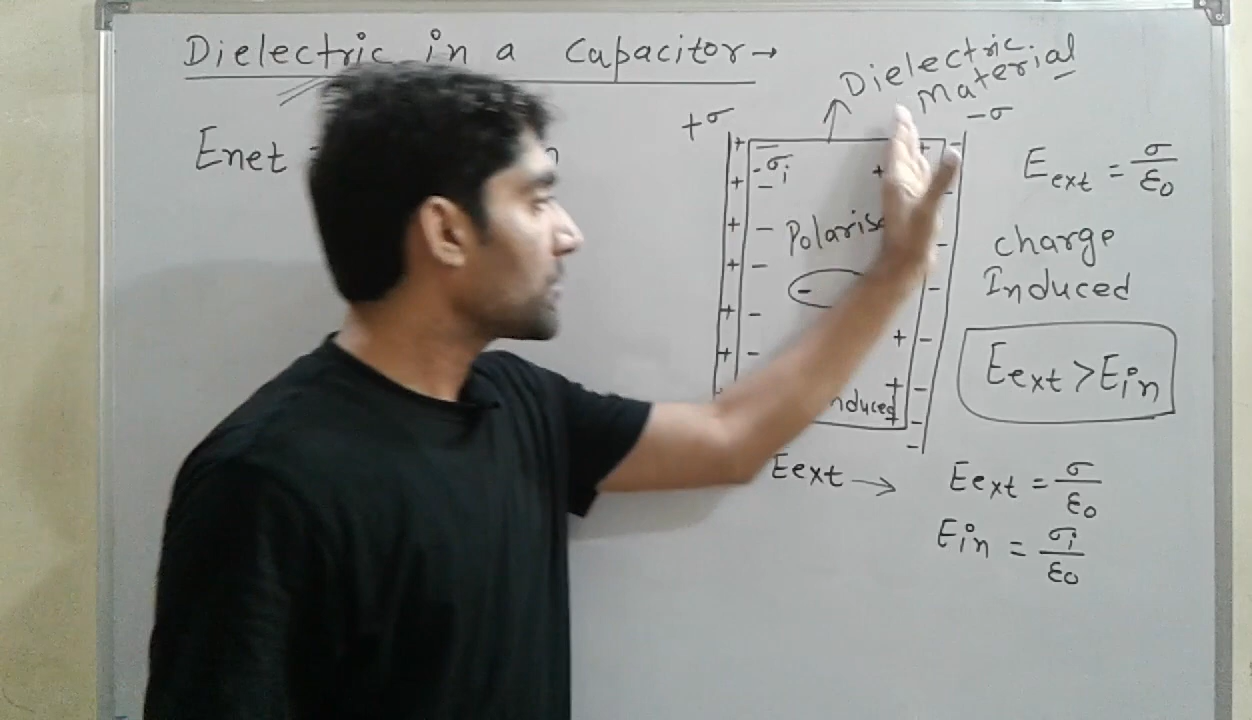 Dielectric in a Capacitor →
Dielectric
Material
+σ
-σ
Enet
-σi
Eext = σ/ε0
Polarise
Charge
Induced
Eext > Ein
nduced
Eext →
Eext = σ/ε0
Ein = σi/ε0